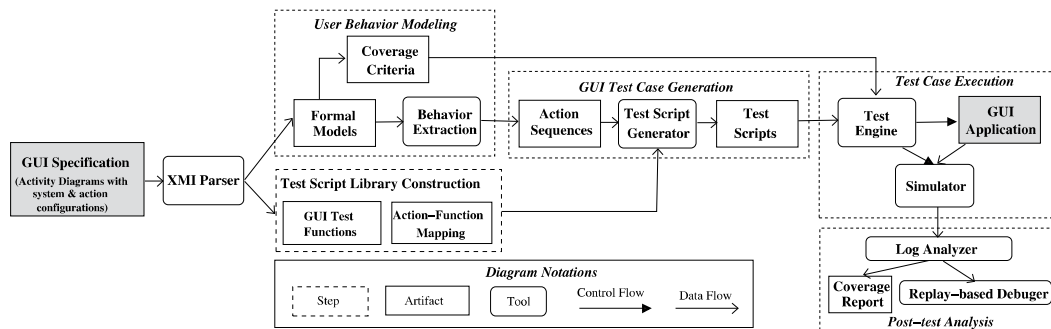 User Behavior Modeling
Coverage
Criteria
Formal
Models
Behavior
Extraction
GUI Specification
(Activity Diagrams with
system & action
configurations)
XMI Parser
Test Script Library Construction
GUI Test
Functions
Action–Function
Mapping
GUI Test Case Generation
Action
Sequences
Test Script
Generator
Test
Scripts
Test Case Execution
Test
Engine
GUI
Application
Simulator
Log Analyzer
Coverage
Report
Replay–based Debuger
Post–test Analysis
Diagram Notations
Step
Artifact
Tool
Control Flow
Data Flow